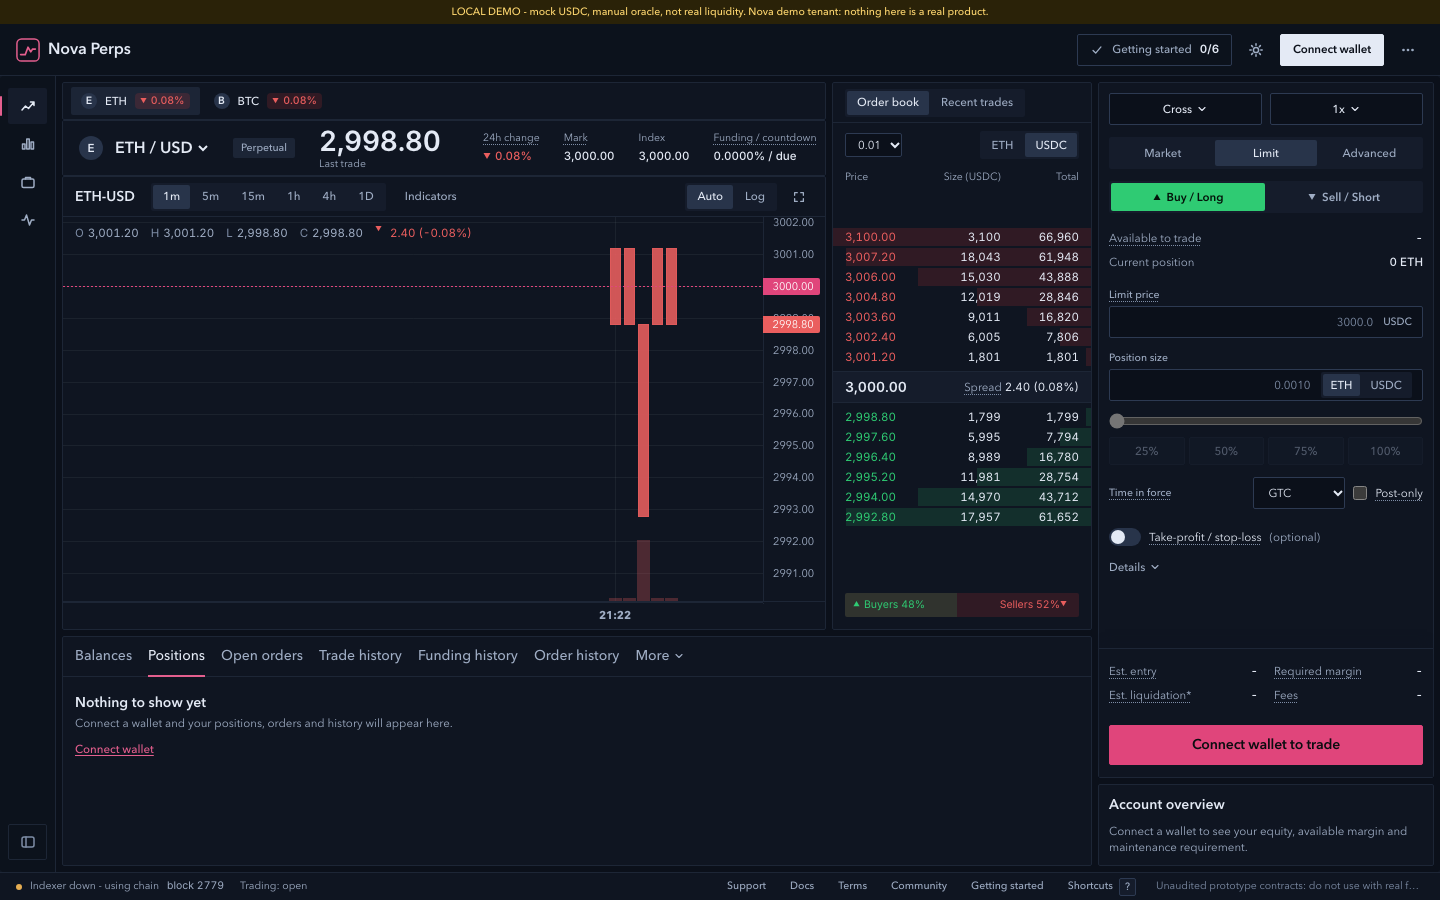 LOCAL DEMO - mock USDC, manual oracle, not real liquidity. Nova demo tenant: nothing here is a real product.
Nova Perps
Getting started 0/6
Connect wallet
E ETH ▼ 0.08%
B BTC ▼ 0.08%
E ETH / USD
Perpetual
2,998.80
Last trade
24h change
▼ 0.08%
Mark
3,000.00
Index
3,000.00
Funding / countdown
0.0000% / due
ETH-USD
1m 5m 15m 1h 4h 1D
Indicators
Auto Log
O 3,001.20 H 3,001.20 L 2,998.80 C 2,998.80 ▼ 2.40 (−0.08%)
3002.00
3001.00
3000.00
2998.80
2998.00
2997.00
2996.00
2995.00
2994.00
2993.00
2992.00
2991.00
21:22
Order book Recent trades
0.01
ETH USDC
Price Size (USDC) Total
3,100.00 3,100 66,960
3,007.20 18,043 61,948
3,006.00 15,030 43,888
3,004.80 12,019 28,846
3,003.60 9,011 16,820
3,002.40 6,005 7,806
3,001.20 1,801 1,801
3,000.00 Spread 2.40 (0.08%)
2,998.80 1,799 1,799
2,997.60 5,995 7,794
2,996.40 8,989 16,780
2,995.20 11,981 28,754
2,994.00 14,970 43,712
2,992.80 17,957 61,652
▲ Buyers 48% Sellers 52% ▼
Cross 1x
Market Limit Advanced
▲ Buy / Long ▼ Sell / Short
Available to trade -
Current position 0 ETH
Limit price
3000.0 USDC
Position size
0.0010 ETH USDC
25% 50% 75% 100%
Time in force GTC Post-only
Take-profit / stop-loss (optional)
Details
Est. entry - Required margin -
Est. liquidation* - Fees -
Connect wallet to trade
Account overview
Connect a wallet to see your equity, available margin and
maintenance requirement.
Balances Positions Open orders Trade history Funding history Order history More
Nothing to show yet
Connect a wallet and your positions, orders and history will appear here.
Connect wallet
Indexer down - using chain block 2779 Trading: open
Support Docs Terms Community Getting started Shortcuts ? Unaudited prototype contracts: do not use with real f...